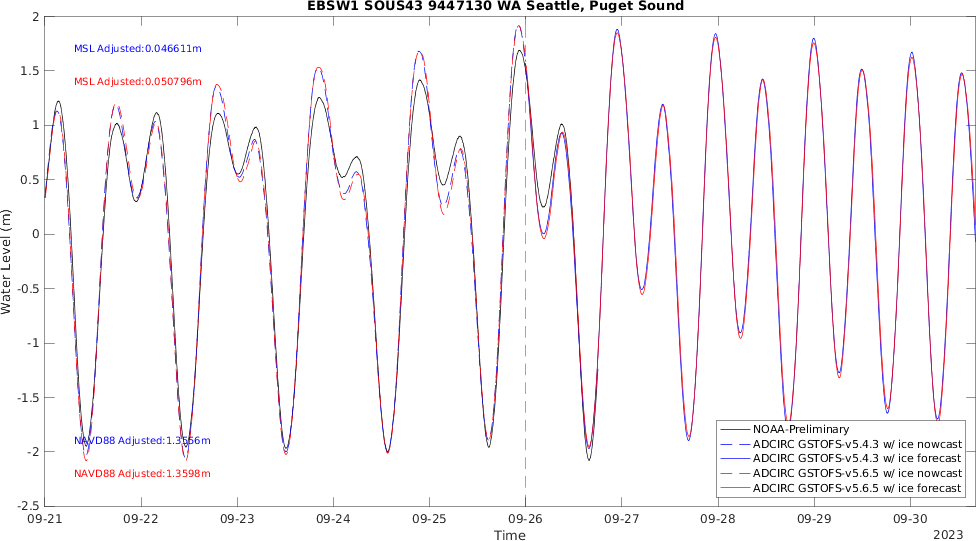 EBSW1 SOUS43 9447130 WA Seattle, Puget Sound
2
MSL Adjusted:0.046611m
1.5
MSL Adjusted:0.050796m
1
0.5
0
Water Level (m)
-0.5
-1
-1.5
NAVD88 Adjusted:1.3556m
-2
NAVD88 Adjusted:1.3598m
-2.5
NOAA-Preliminary
ADCIRC GSTOFS-v5.4.3 w/ ice nowcast
ADCIRC GSTOFS-v5.4.3 w/ ice forecast
ADCIRC GSTOFS-v5.6.5 w/ ice nowcast
ADCIRC GSTOFS-v5.6.5 w/ ice forecast
09-21 09-22 09-23 09-24 09-25 09-26 09-27 09-28 09-29 09-30
Time
2023